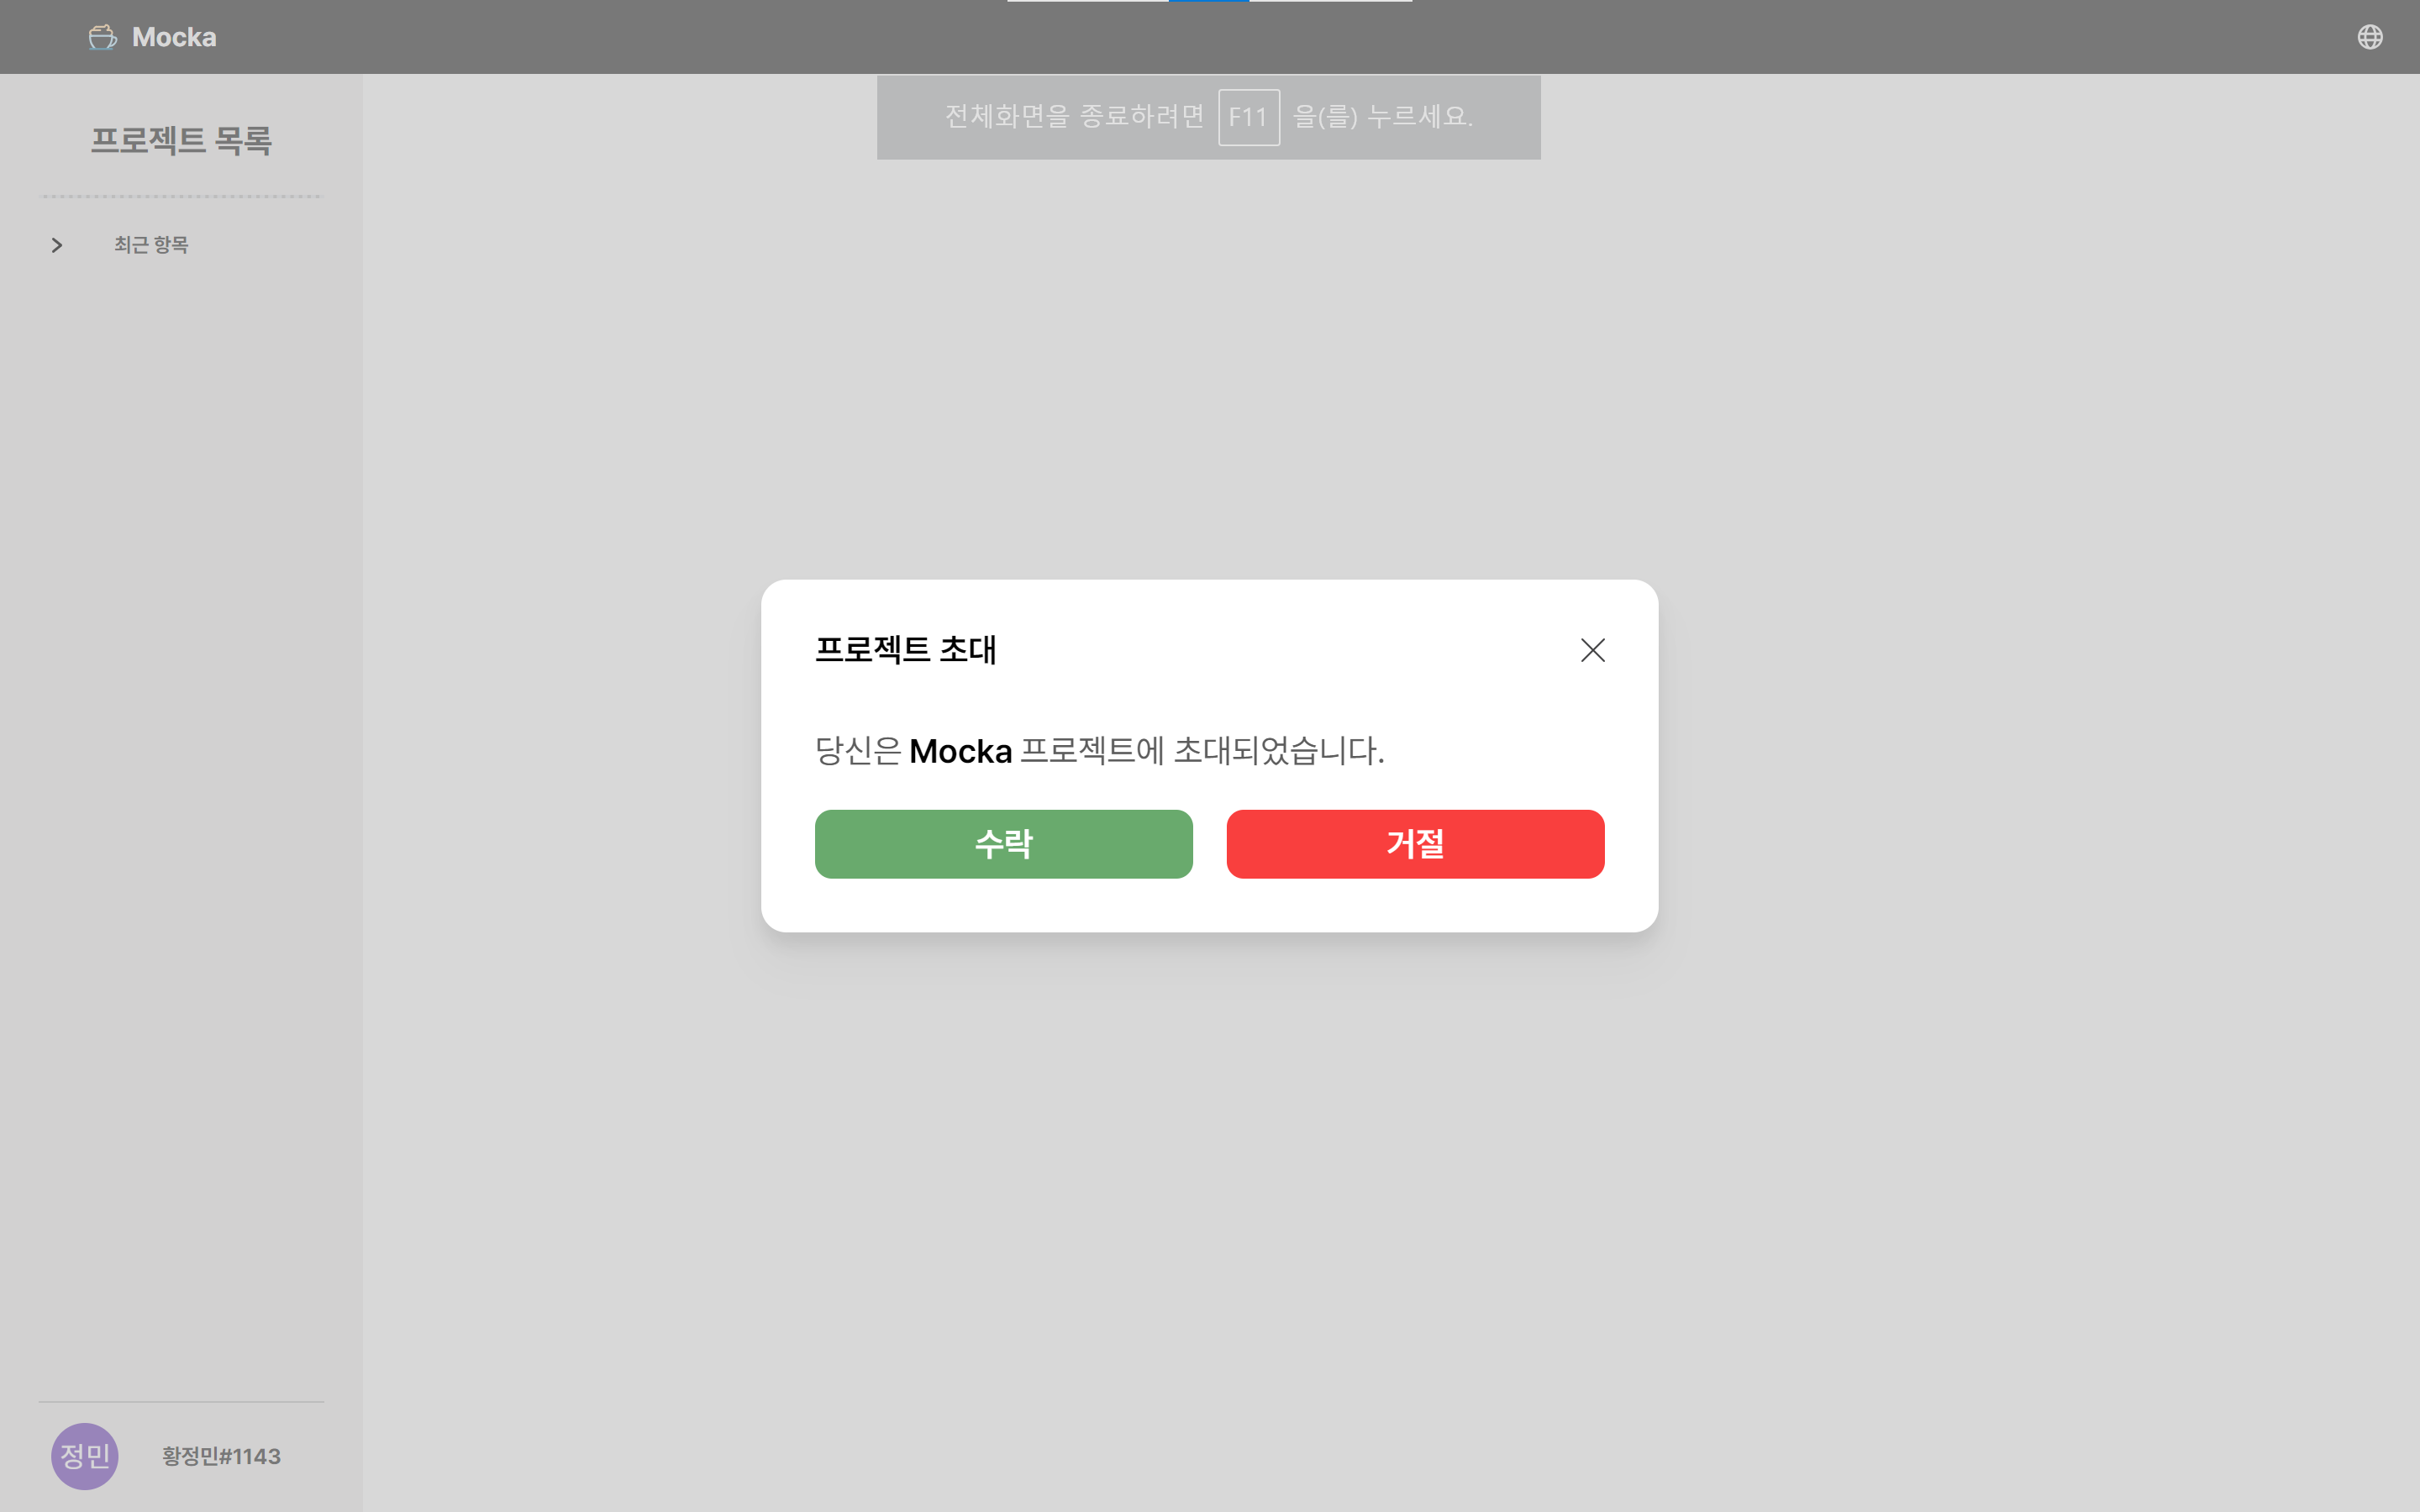 Mocka
전체화면을 종료하려면 F11 을(를) 누르세요.
프로젝트 목록
최근 항목
프로젝트 초대
당신은 Mocka 프로젝트에 초대되었습니다.
수락 거절
정민 황정민#1143